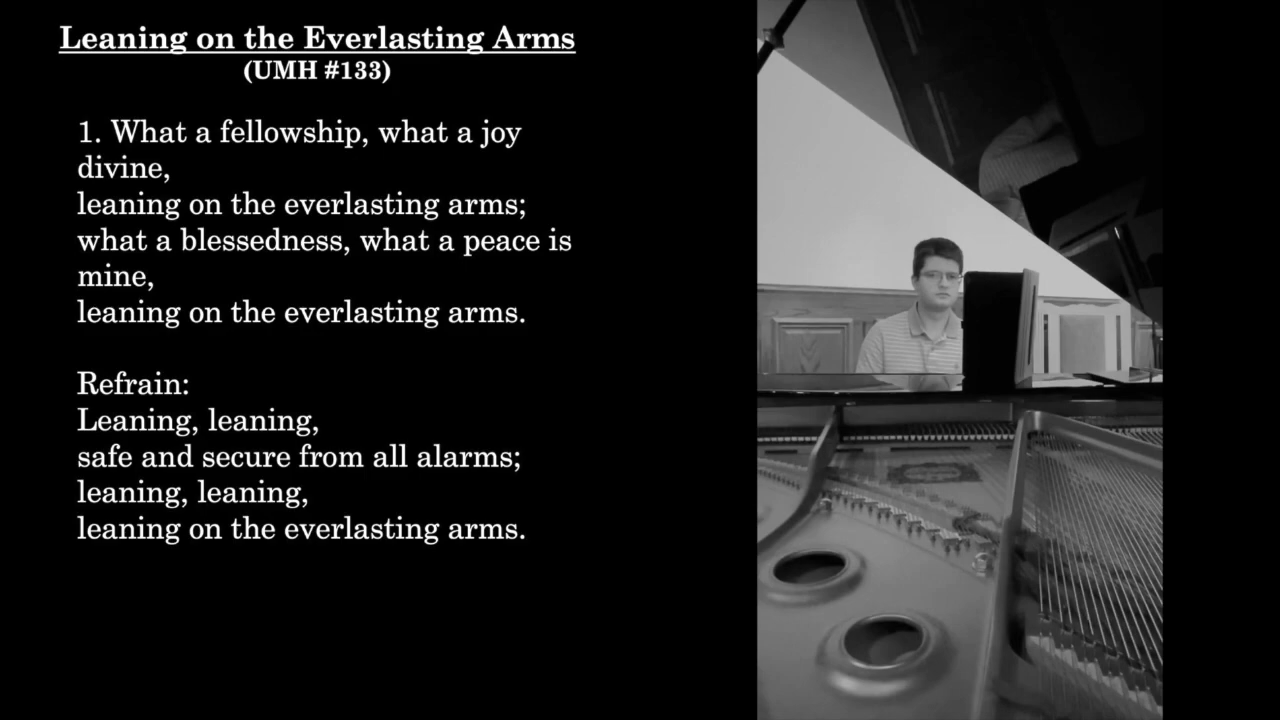 Leaning on the Everlasting Arms
(UMH #133)
1. What a fellowship, what a joy
divine,
leaning on the everlasting arms;
what a blessedness, what a peace is
mine,
leaning on the everlasting arms.
Refrain:
Leaning, leaning,
safe and secure from all alarms;
leaning, leaning,
leaning on the everlasting arms.